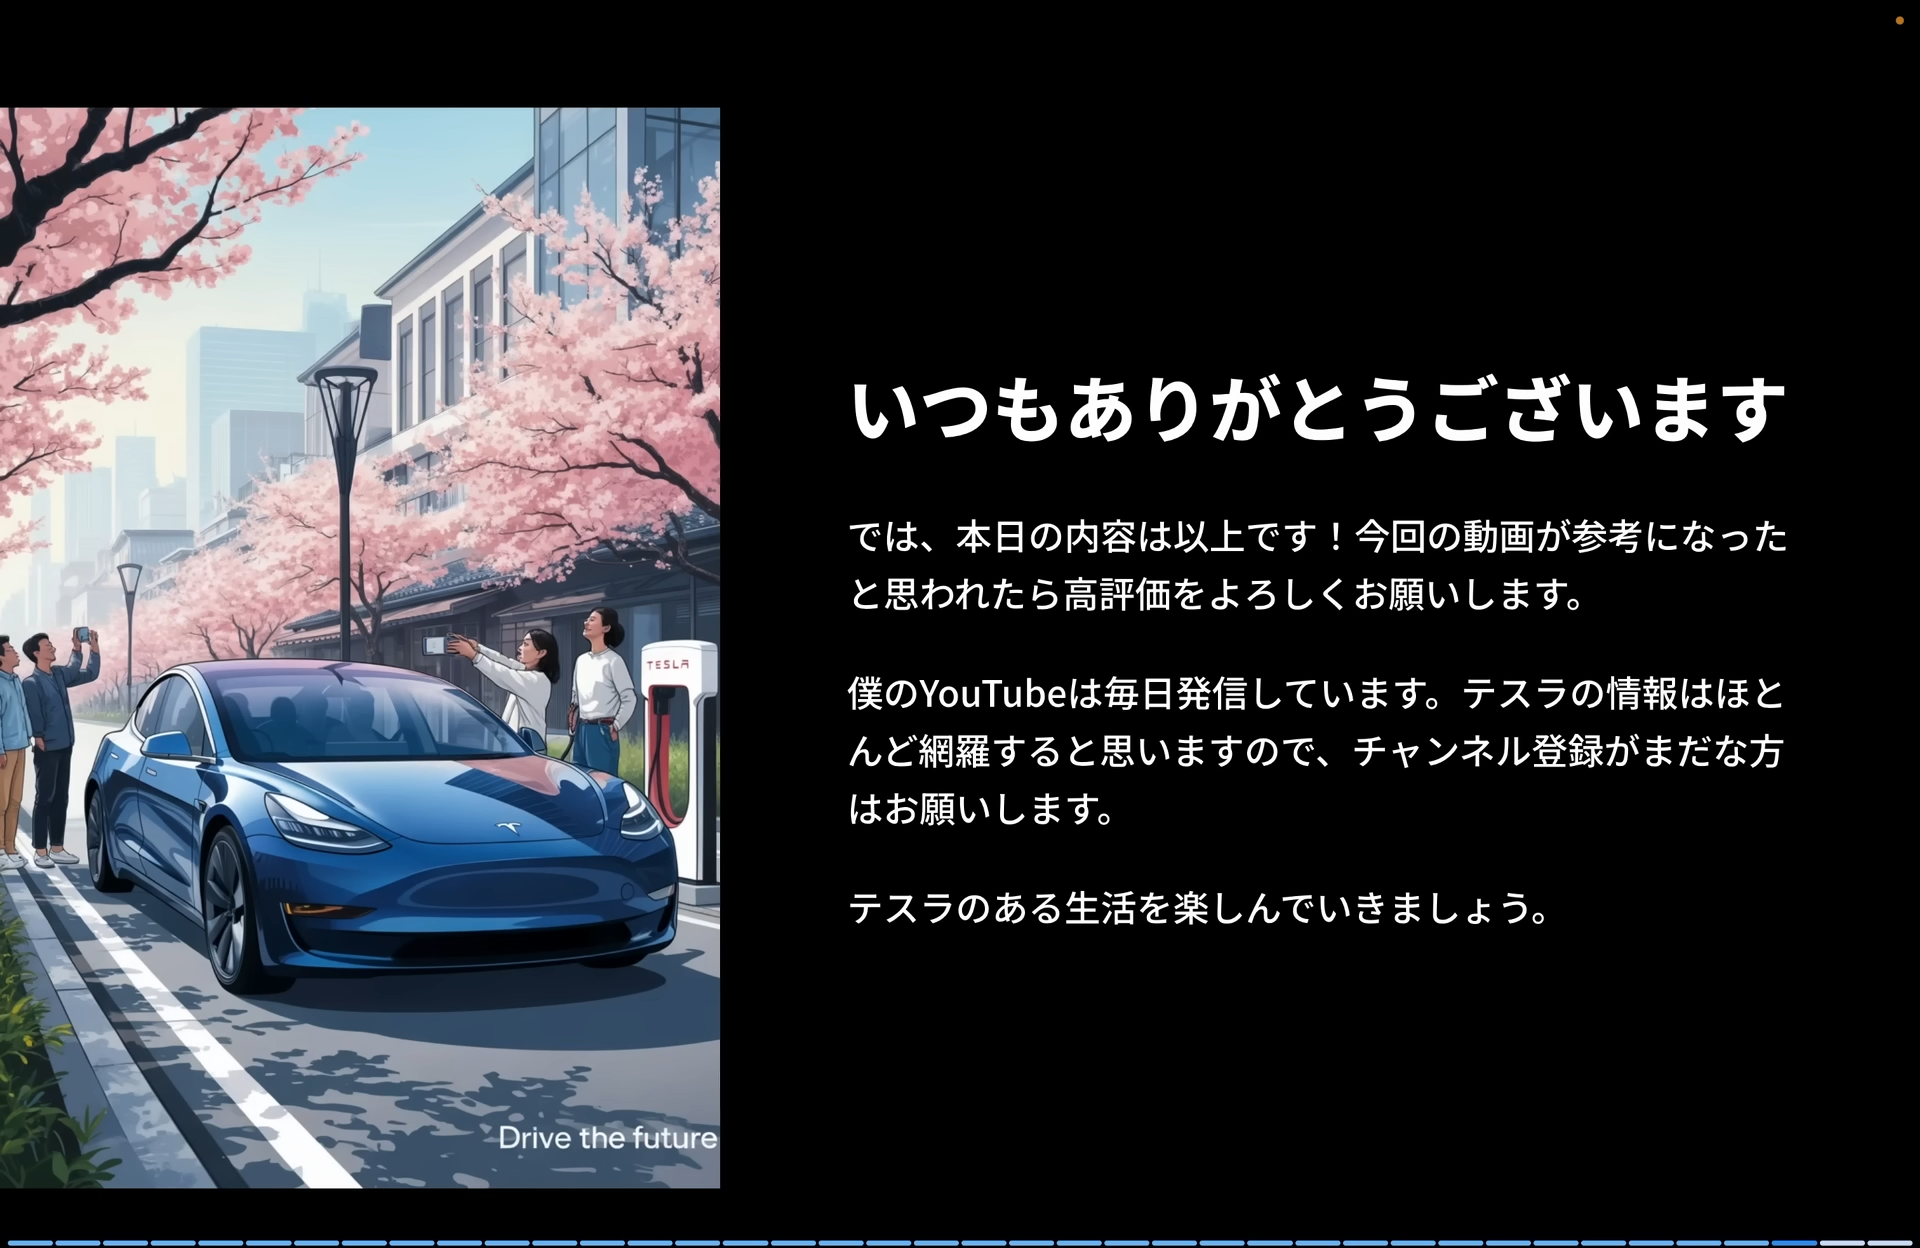 TESLA
Drive the future
いつもありがとうございます
では、本日の内容は以上です！今回の動画が参考になった
と思われたら高評価をよろしくお願いします。
僕のYouTubeは毎日発信しています。テスラの情報はほと
んど網羅すると思いますので、チャンネル登録がまだな方
はお願いします。
テスラのある生活を楽しんでいきましょう。